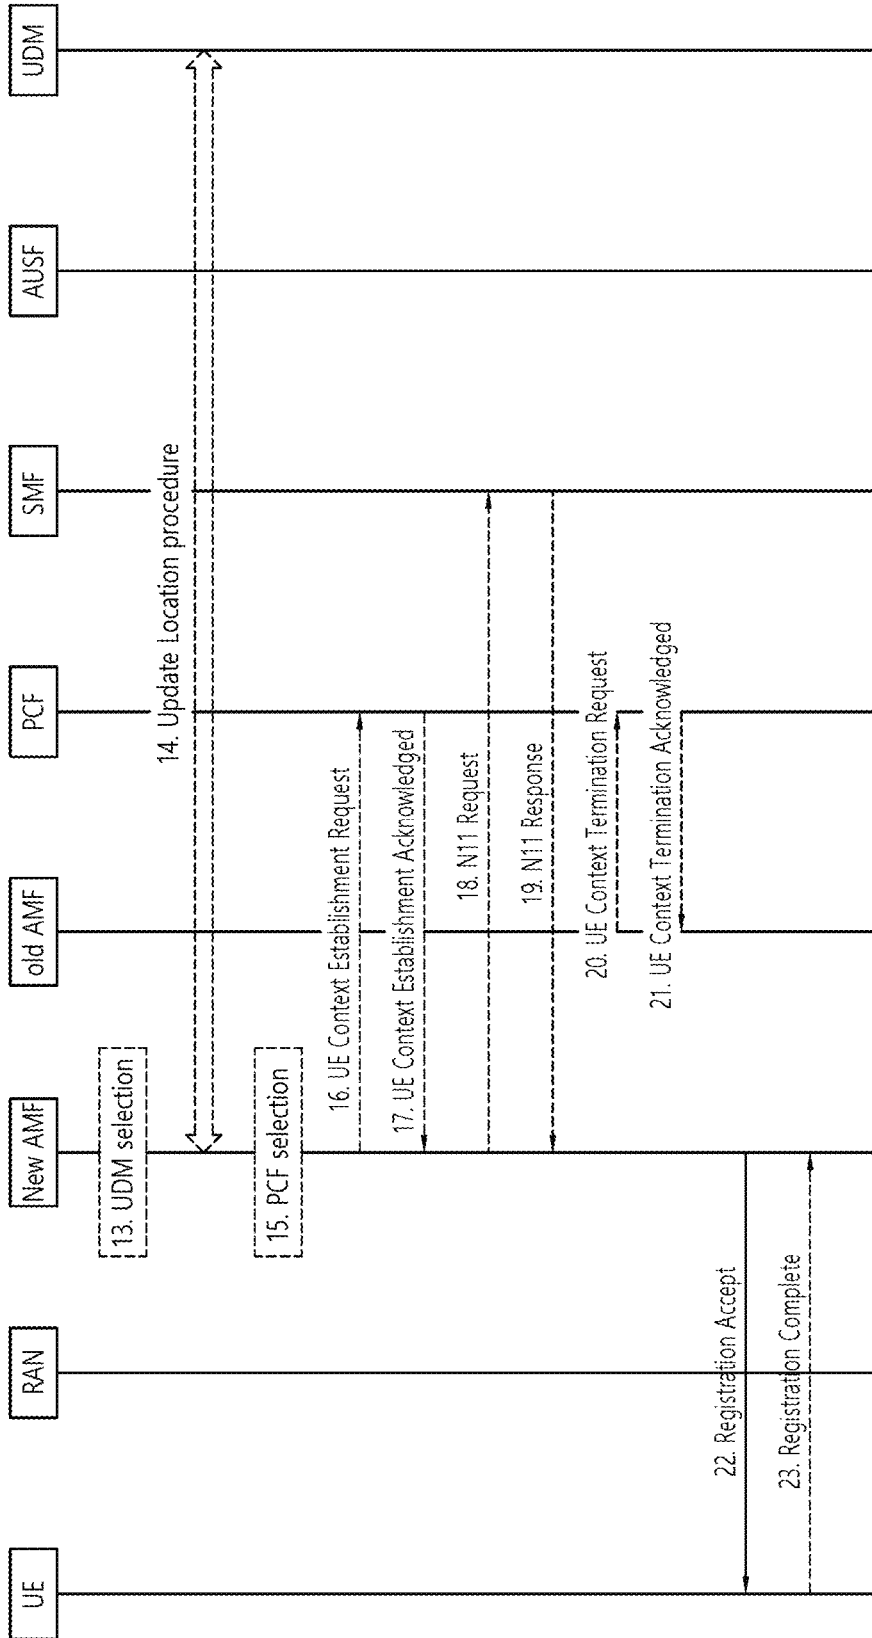 UE
RAN
New AMF
old AMF
PCF
SMF
AUSF
UDM
13. UDM selection
14. Update Location procedure
15. PCF selection
16. UE Context Establishment Request
17. UE Context Establishment Acknowledged
18. N11 Request
19. N11 Response
20. UE Context Termination Request
21. UE Context Termination Acknowledged
22. Registration Accept
23. Registration Complete